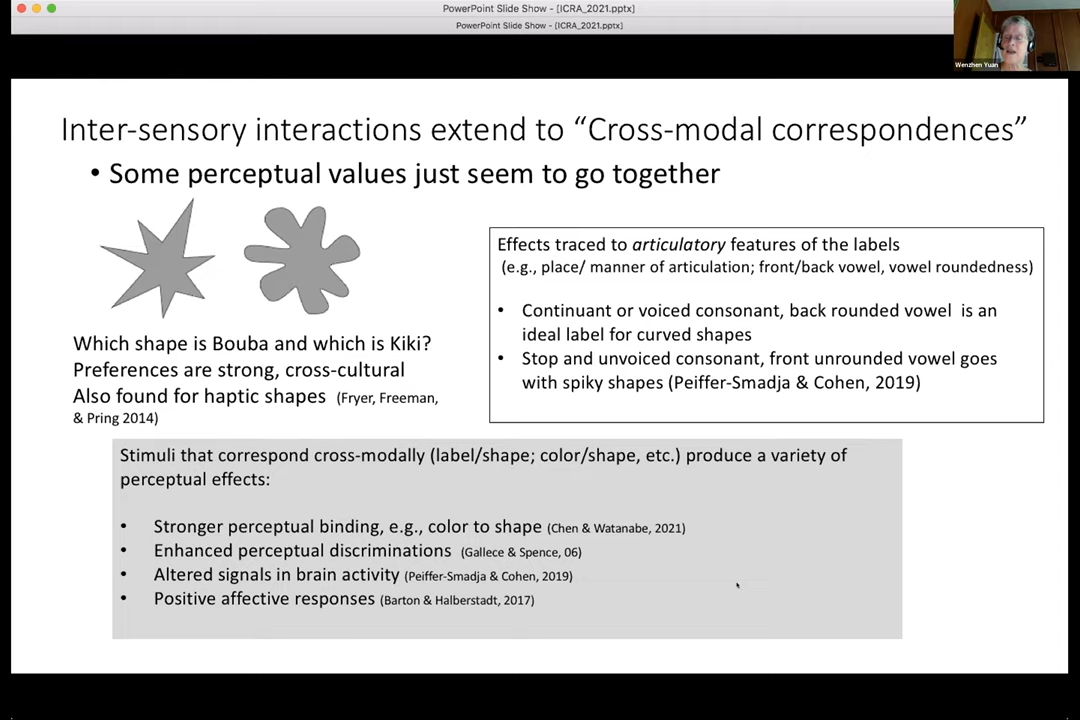 PowerPoint Slide Show - [ICRA_2021.pptx]
PowerPoint Slide Show - [ICRA_2021.pptx]
Wenzhen Yuan
Inter-sensory interactions extend to “Cross-modal correspondences”
• Some perceptual values just seem to go together
Which shape is Bouba and which is Kiki?
Preferences are strong, cross-cultural
Also found for haptic shapes (Fryer, Freeman,
& Pring 2014)
Effects traced to articulatory features of the labels
(e.g., place/ manner of articulation; front/back vowel, vowel roundedness)
• Continuant or voiced consonant, back rounded vowel is an
ideal label for curved shapes
• Stop and unvoiced consonant, front unrounded vowel goes
with spiky shapes (Peiffer-Smadja & Cohen, 2019)
Stimuli that correspond cross-modally (label/shape; color/shape, etc.) produce a variety of
perceptual effects:
• Stronger perceptual binding, e.g., color to shape (Chen & Watanabe, 2021)
• Enhanced perceptual discriminations (Gallece & Spence, 06)
• Altered signals in brain activity (Peiffer-Smadja & Cohen, 2019)
• Positive affective responses (Barton & Halberstadt, 2017)